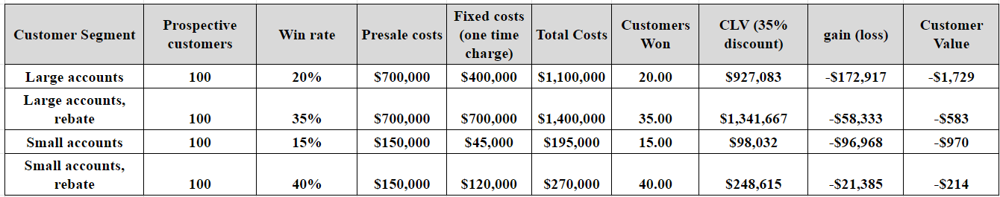 Customer Segment Prospective customers Win rate Presale costs Fixed costs (one time charge) Total Costs Customers Won CLV (35% discount) gain (loss) Customer Value
Large accounts 100 20% $700,000 $400,000 $1,100,000 20.00 $927,083 -$172,917 -$1,729
Large accounts, rebate 100 35% $700,000 $700,000 $1,400,000 35.00 $1,341,667 -$58,333 -$583
Small accounts 100 15% $150,000 $45,000 $195,000 15.00 $98,032 -$96,968 -$970
Small accounts, rebate 100 40% $150,000 $120,000 $270,000 40.00 $248,615 -$21,385 -$214